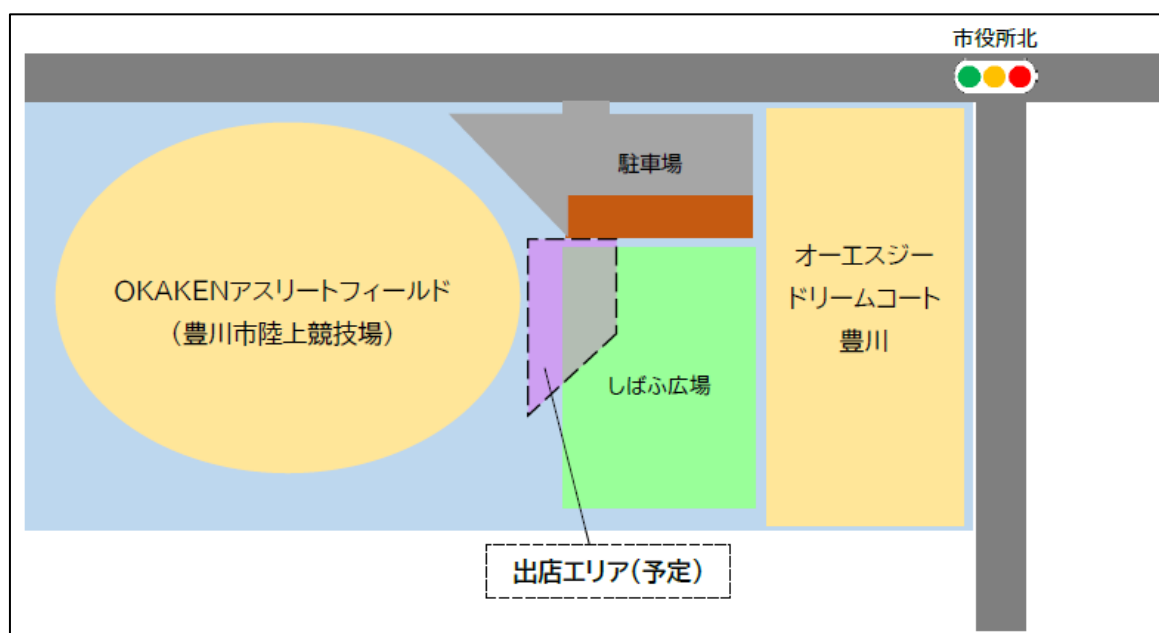 市役所北
駐車場
OKAKENアスリートフィールド
（豊川市陸上競技場）
オーエスジー
ドリームコート
豊川
しばふ広場
出店エリア（予定）